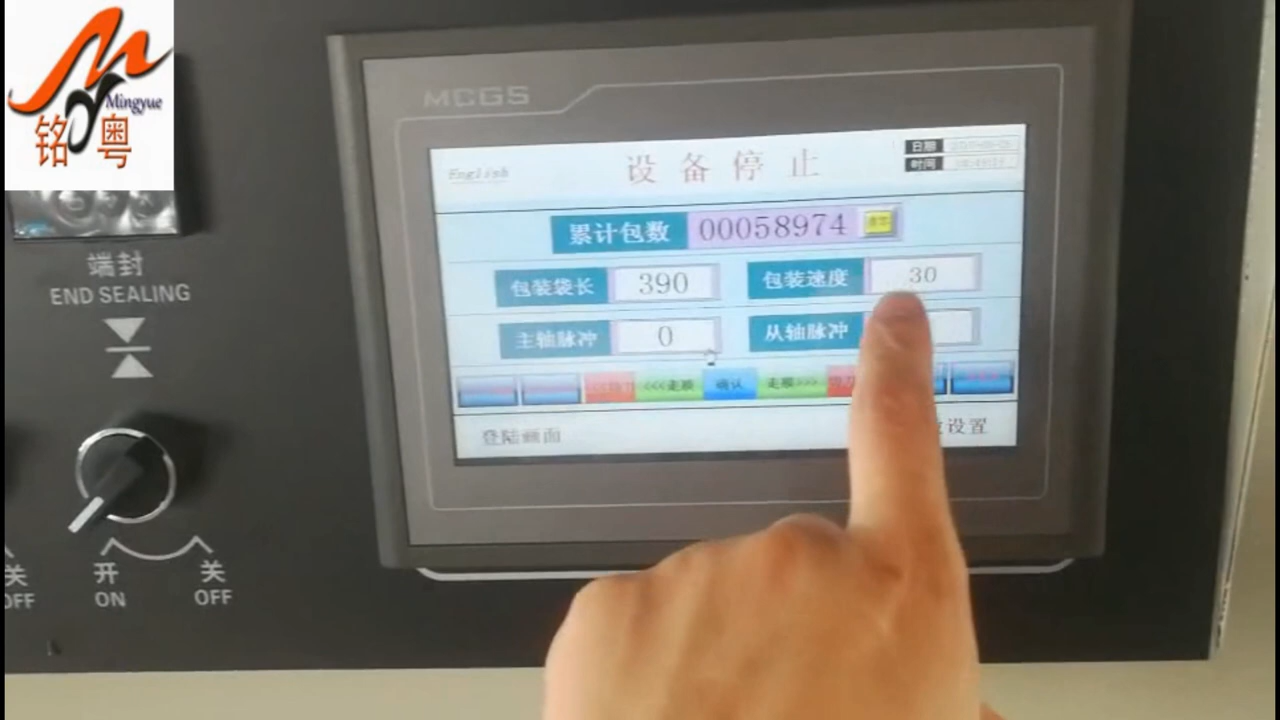 Mingyue
铭粤
MCGS
English
设备停止
日期
时间
累计包数 00058974 清零
包装袋长 390
包装速度 30
主轴脉冲 0
从轴脉冲
<<<走膜 确认 走膜>>>
登陆画面
设置
端封
END SEALING
关
OFF
开
ON
关
OFF